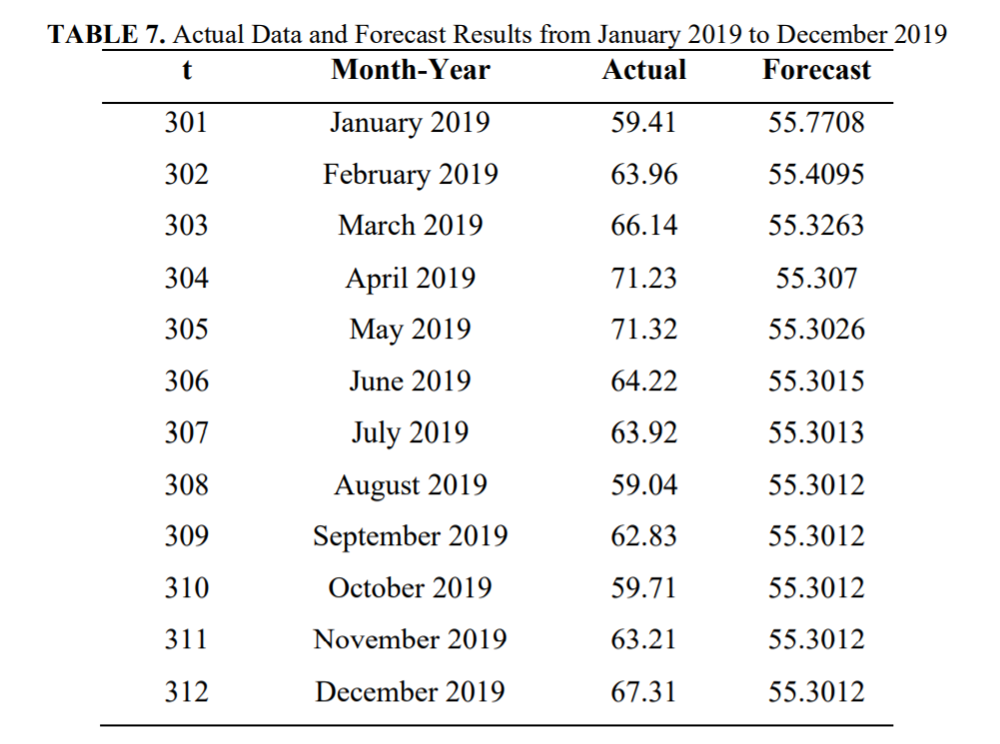 TABLE 7. Actual Data and Forecast Results from January 2019 to December 2019
t Month-Year Actual Forecast
301 January 2019 59.41 55.7708
302 February 2019 63.96 55.4095
303 March 2019 66.14 55.3263
304 April 2019 71.23 55.307
305 May 2019 71.32 55.3026
306 June 2019 64.22 55.3015
307 July 2019 63.92 55.3013
308 August 2019 59.04 55.3012
309 September 2019 62.83 55.3012
310 October 2019 59.71 55.3012
311 November 2019 63.21 55.3012
312 December 2019 67.31 55.3012